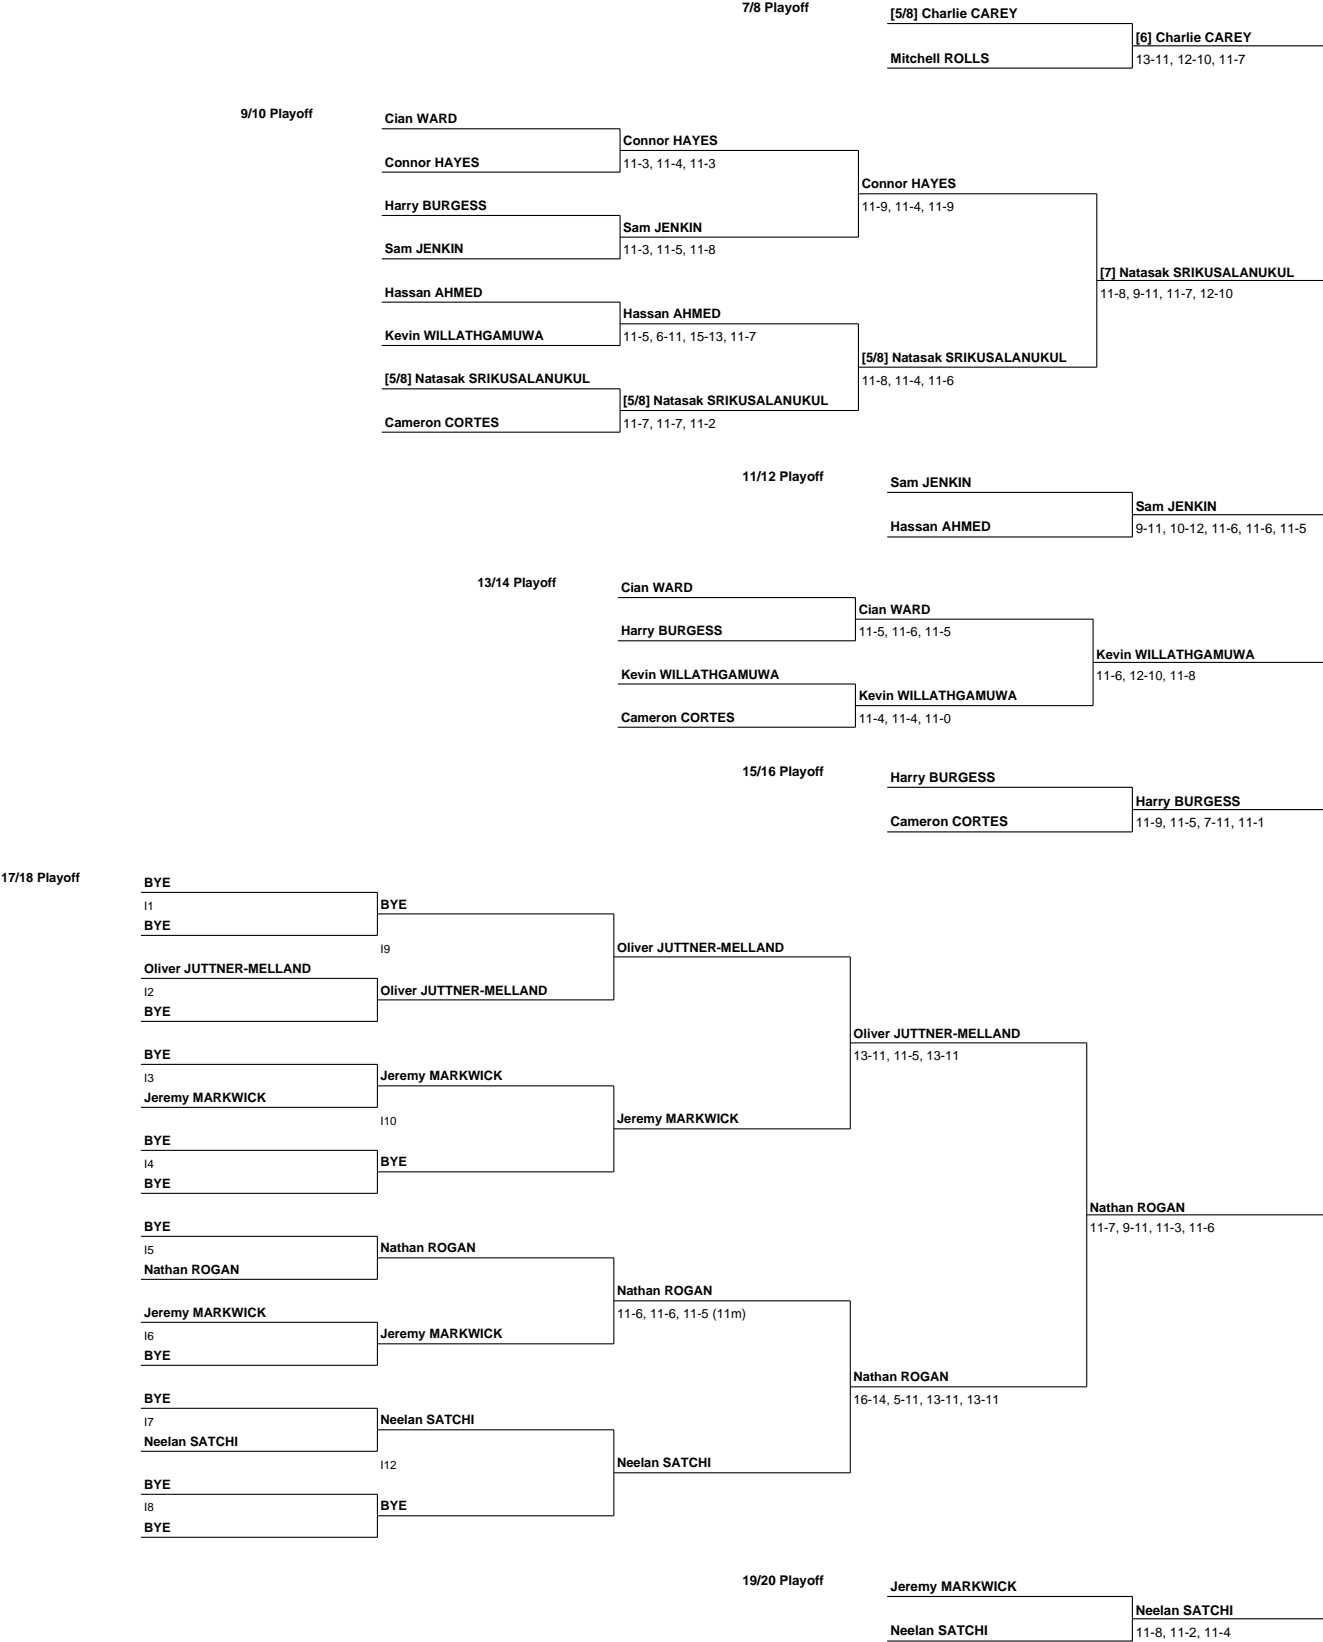 7/8 Playoff
[5/8] Charlie CAREY
[6] Charlie CAREY
Mitchell ROLLS
13-11, 12-10, 11-7
9/10 Playoff
Cian WARD
Connor HAYES
Connor HAYES
11-3, 11-4, 11-3
Connor HAYES
Harry BURGESS
11-9, 11-4, 11-9
Sam JENKIN
Sam JENKIN
11-3, 11-5, 11-8
[7] Natasak SRIKUSALANUKUL
Hassan AHMED
11-8, 9-11, 11-7, 12-10
Hassan AHMED
Kevin WILLATHGAMUWA
11-5, 6-11, 15-13, 11-7
[5/8] Natasak SRIKUSALANUKUL
[5/8] Natasak SRIKUSALANUKUL
11-8, 11-4, 11-6
[5/8] Natasak SRIKUSALANUKUL
Cameron CORTES
11-7, 11-7, 11-2
11/12 Playoff
Sam JENKIN
Sam JENKIN
Hassan AHMED
9-11, 10-12, 11-6, 11-6, 11-5
13/14 Playoff
Cian WARD
Cian WARD
Harry BURGESS
11-5, 11-6, 11-5
Kevin WILLATHGAMUWA
Kevin WILLATHGAMUWA
11-6, 12-10, 11-8
Kevin WILLATHGAMUWA
Cameron CORTES
11-4, 11-4, 11-0
15/16 Playoff
Harry BURGESS
Harry BURGESS
Cameron CORTES
11-9, 11-5, 7-11, 11-1
17/18 Playoff
BYE
I1
BYE
BYE
I9
Oliver JUTTNER-MELLAND
Oliver JUTTNER-MELLAND
I2
Oliver JUTTNER-MELLAND
BYE
Oliver JUTTNER-MELLAND
BYE
13-11, 11-5, 13-11
I3
Jeremy MARKWICK
Jeremy MARKWICK
I10
Jeremy MARKWICK
BYE
I4
BYE
BYE
Nathan ROGAN
BYE
11-7, 9-11, 11-3, 11-6
I5
Nathan ROGAN
Nathan ROGAN
Nathan ROGAN
Jeremy MARKWICK
11-6, 11-6, 11-5 (11m)
I6
Jeremy MARKWICK
BYE
Nathan ROGAN
BYE
16-14, 5-11, 13-11, 13-11
I7
Neelan SATCHI
Neelan SATCHI
I12
Neelan SATCHI
BYE
I8
BYE
BYE
19/20 Playoff
Jeremy MARKWICK
Neelan SATCHI
Neelan SATCHI
11-8, 11-2, 11-4